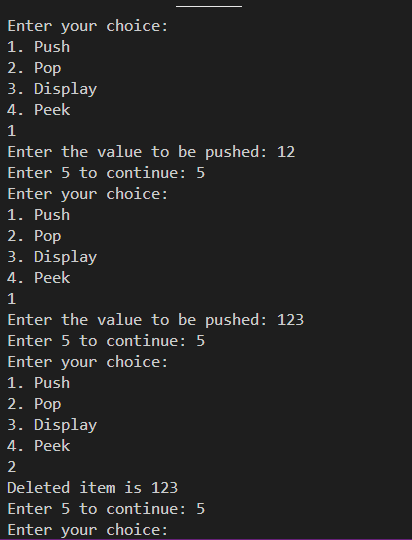 Enter your choice:
1. Push
2. Pop
3. Display
4. Peek
1
Enter the value to be pushed: 12
Enter 5 to continue: 5
Enter your choice:
1. Push
2. Pop
3. Display
4. Peek
1
Enter the value to be pushed: 123
Enter 5 to continue: 5
Enter your choice:
1. Push
2. Pop
3. Display
4. Peek
2
Deleted item is 123
Enter 5 to continue: 5
Enter your choice: